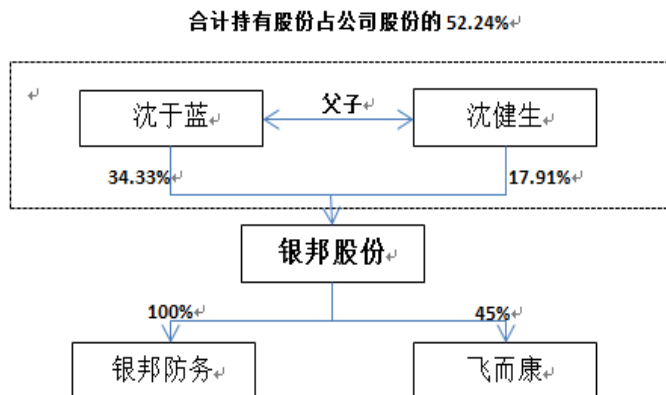 合计持有股份占公司股份的 52.24%↵
↵
沈于蓝↵
父子↵
沈健生↵
34.33%↵
17.91%↵
银邦股份↵
100%↵
45%↵
银邦防务↵
飞而康↵